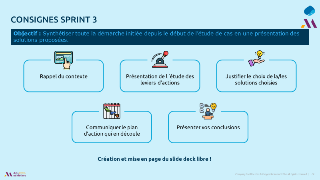 CONSIGNES SPRINT 3
Objectif : Synthétiser toute la démarche initiée depuis le début de l'étude de cas en une présentation des
solutions proposées.
Rappel du contexte
Présentation de l'étude des
leviers d'actions
Justifier le choix de la/les
solutions choisies
Communiquer le plan
d'action qui en découle
Présenter vos conclusions
Création et mise en page du slide deck libre !